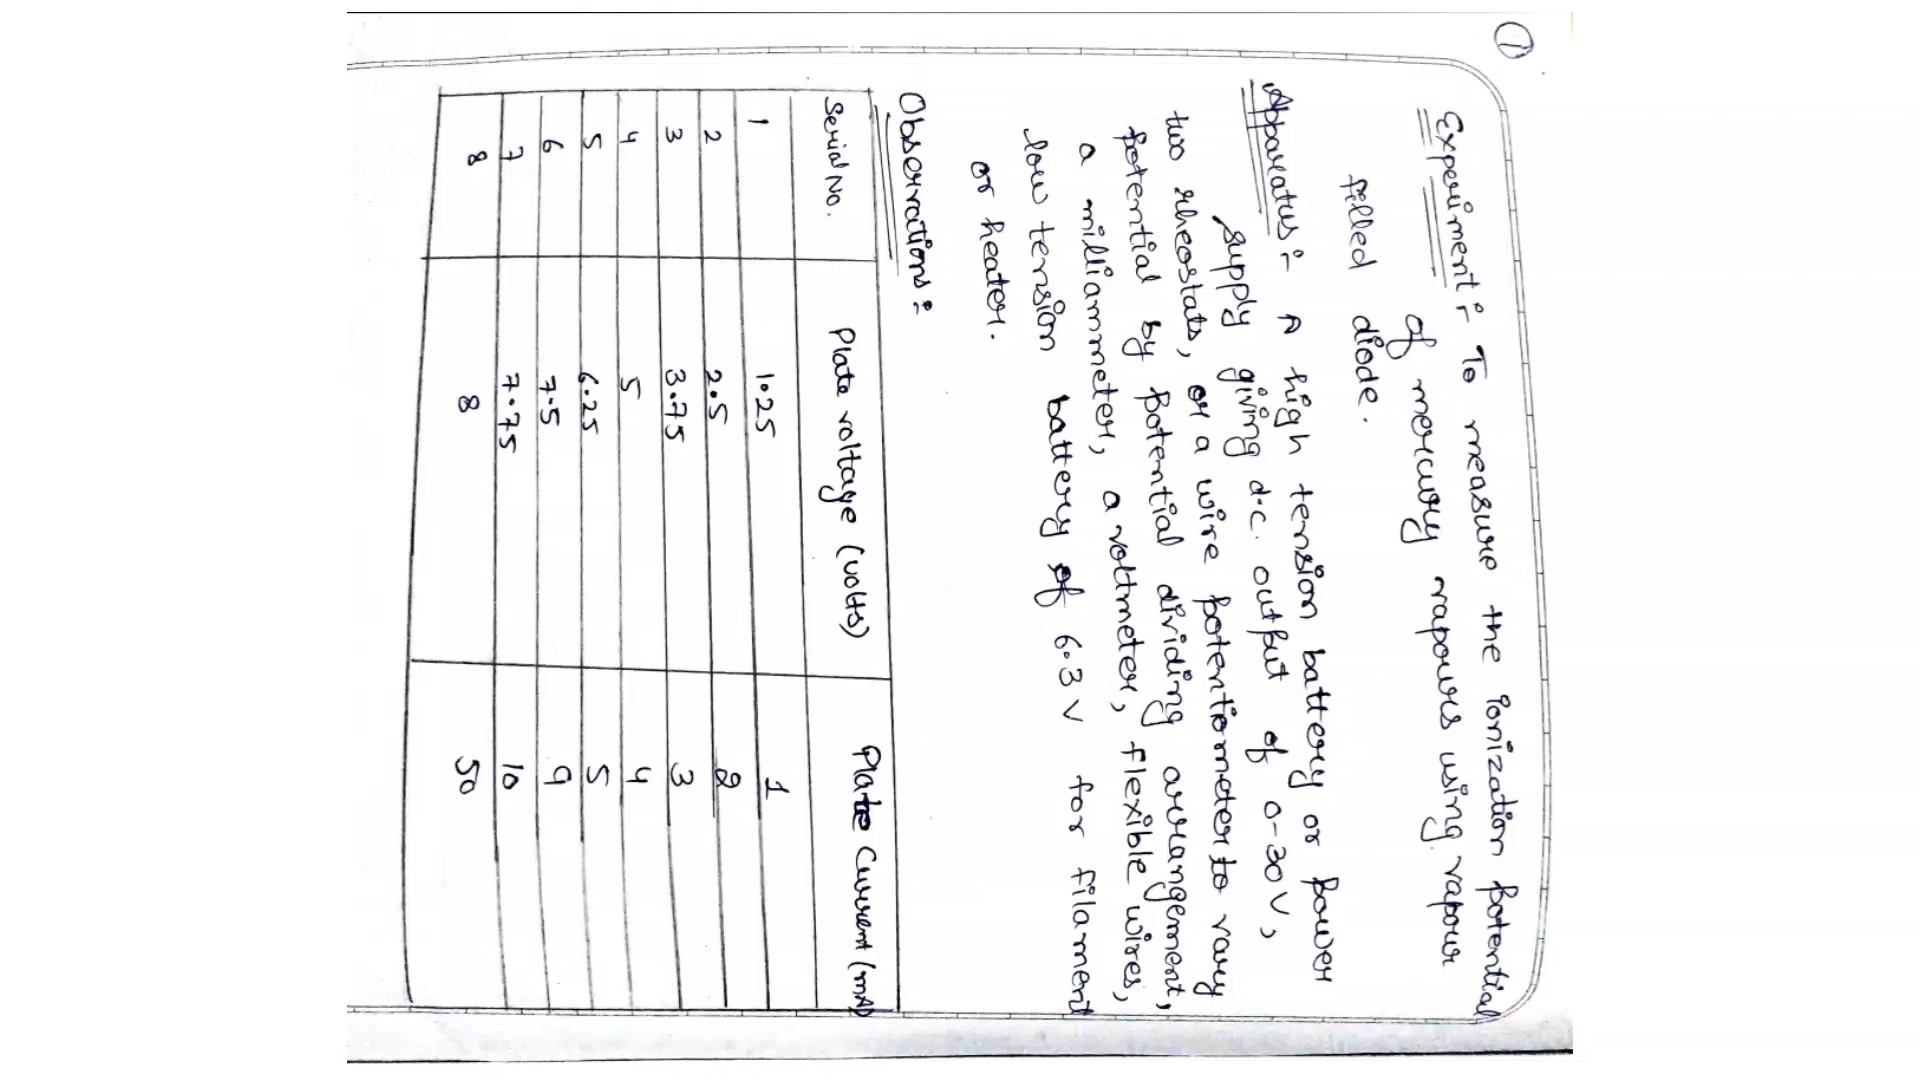 1
Experiment :- To measure the ionization potential
of mercury vapours using vapour
filled diode.
Apparatus :- A high tension battery or power
supply giving d.c. output of 0-30V,
two rheostats, or a wire potentiometer to vary
potential by potential dividing arrangement,
a milliammeter, a voltmeter, flexible wires,
low tension battery of 6.3 V for filament
or heater.
Observations :
Serial No. Plate voltage (volts) Plate Current (mA)
1 1.25 1
2 2.5 2
3 3.75 3
4 5 4
5 6.25 5
6 7.5 9
7 7.75 10
8 8 50